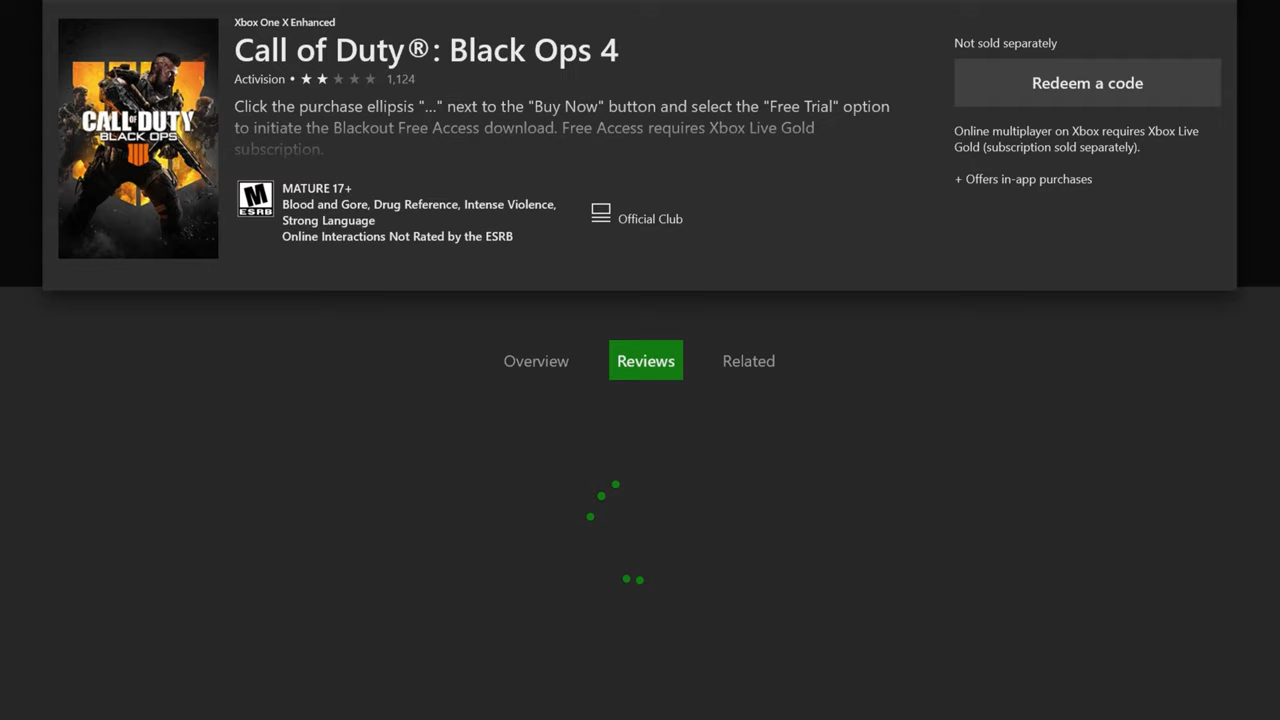 Xbox One X Enhanced
Call of Duty®: Black Ops 4
Activision • ★ ★ ★ ★ ★ 1,124
Click the purchase ellipsis "..." next to the "Buy Now" button and select the "Free Trial" option
to initiate the Blackout Free Access download. Free Access requires Xbox Live Gold
subscription.
CALL OF DUTY
BLACK OPS
IIII
M
ESRB
MATURE 17+
Blood and Gore, Drug Reference, Intense Violence,
Strong Language
Online Interactions Not Rated by the ESRB
Official Club
Not sold separately
Redeem a code
Online multiplayer on Xbox requires Xbox Live
Gold (subscription sold separately).
+ Offers in-app purchases
Overview
Reviews
Related